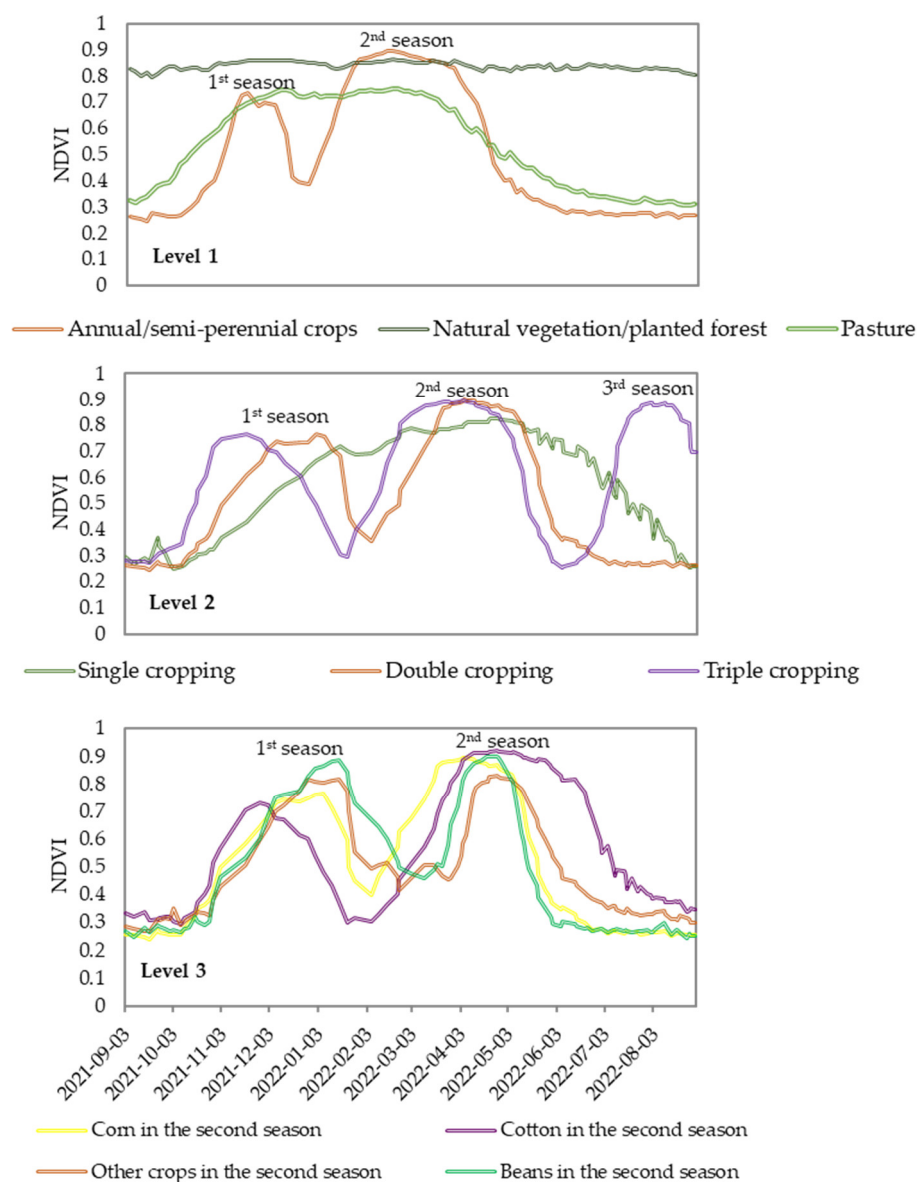 1
0.9
0.8
0.7
0.6
0.5
0.4
0.3
0.2
0.1
0
NDVI
1st season
2nd season
Level 1
Annual/semi-perennial crops Natural vegetation/planted forest Pasture
1
0.9
0.8
0.7
0.6
0.5
0.4
0.3
0.2
0.1
0
NDVI
1st season
2nd season
3rd season
Level 2
Single cropping Double cropping Triple cropping
1
0.9
0.8
0.7
0.6
0.5
0.4
0.3
0.2
0.1
0
NDVI
1st season
2nd season
Level 3
2021-09-03
2021-10-03
2021-11-03
2021-12-03
2022-01-03
2022-02-03
2022-03-03
2022-04-03
2022-05-03
2022-06-03
2022-07-03
2022-08-03
Corn in the second season Cotton in the second season
Other crops in the second season Beans in the second season